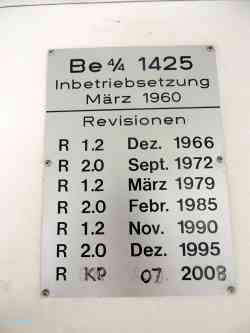 Be 4/4 1425
Inbetriebsetzung
März 1960
Revisionen
R 1.2 Dez. 1966
R 2.0 Sept. 1972
R 1.2 März 1979
R 2.0 Febr. 1985
R 1.2 Nov. 1990
R 2.0 Dez. 1995
R KP 07 2008